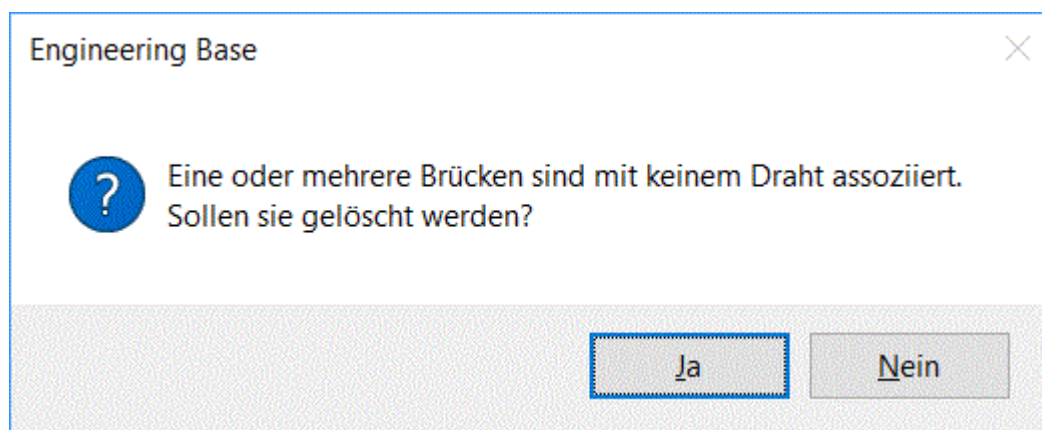 Engineering Base
Eine oder mehrere Brücken sind mit keinem Draht assoziiert.
Sollen sie gelöscht werden?
Ja
Nein